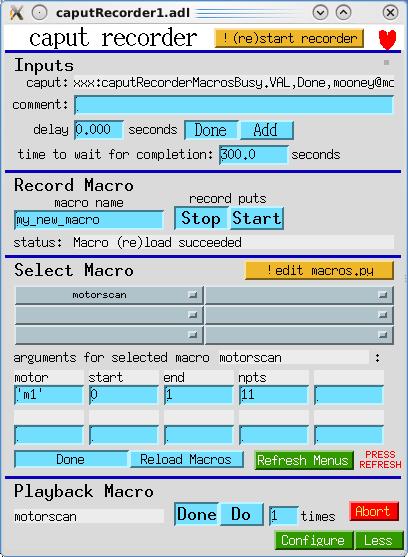 caputRecorder1.adl
caput recorder
!(re)start recorder
Inputs
caput: xxx:caputRecorderMacrosBusy,VAL,Done,mooney@mc
comment:
delay 0.000 seconds Done Add
time to wait for completion: 300.0 seconds
Record Macro
macro name
record puts
my_new_macro
Stop Start
status: Macro (re)load succeeded
Select Macro
!edit macros.py
motorscan
arguments for selected macro motorscan :
motor start end npts
'm1' 0 1 11
Done Reload Macros Refresh Menus PRESS REFRESH
Playback Macro
motorscan Done Do 1 times Abort
Configure Less